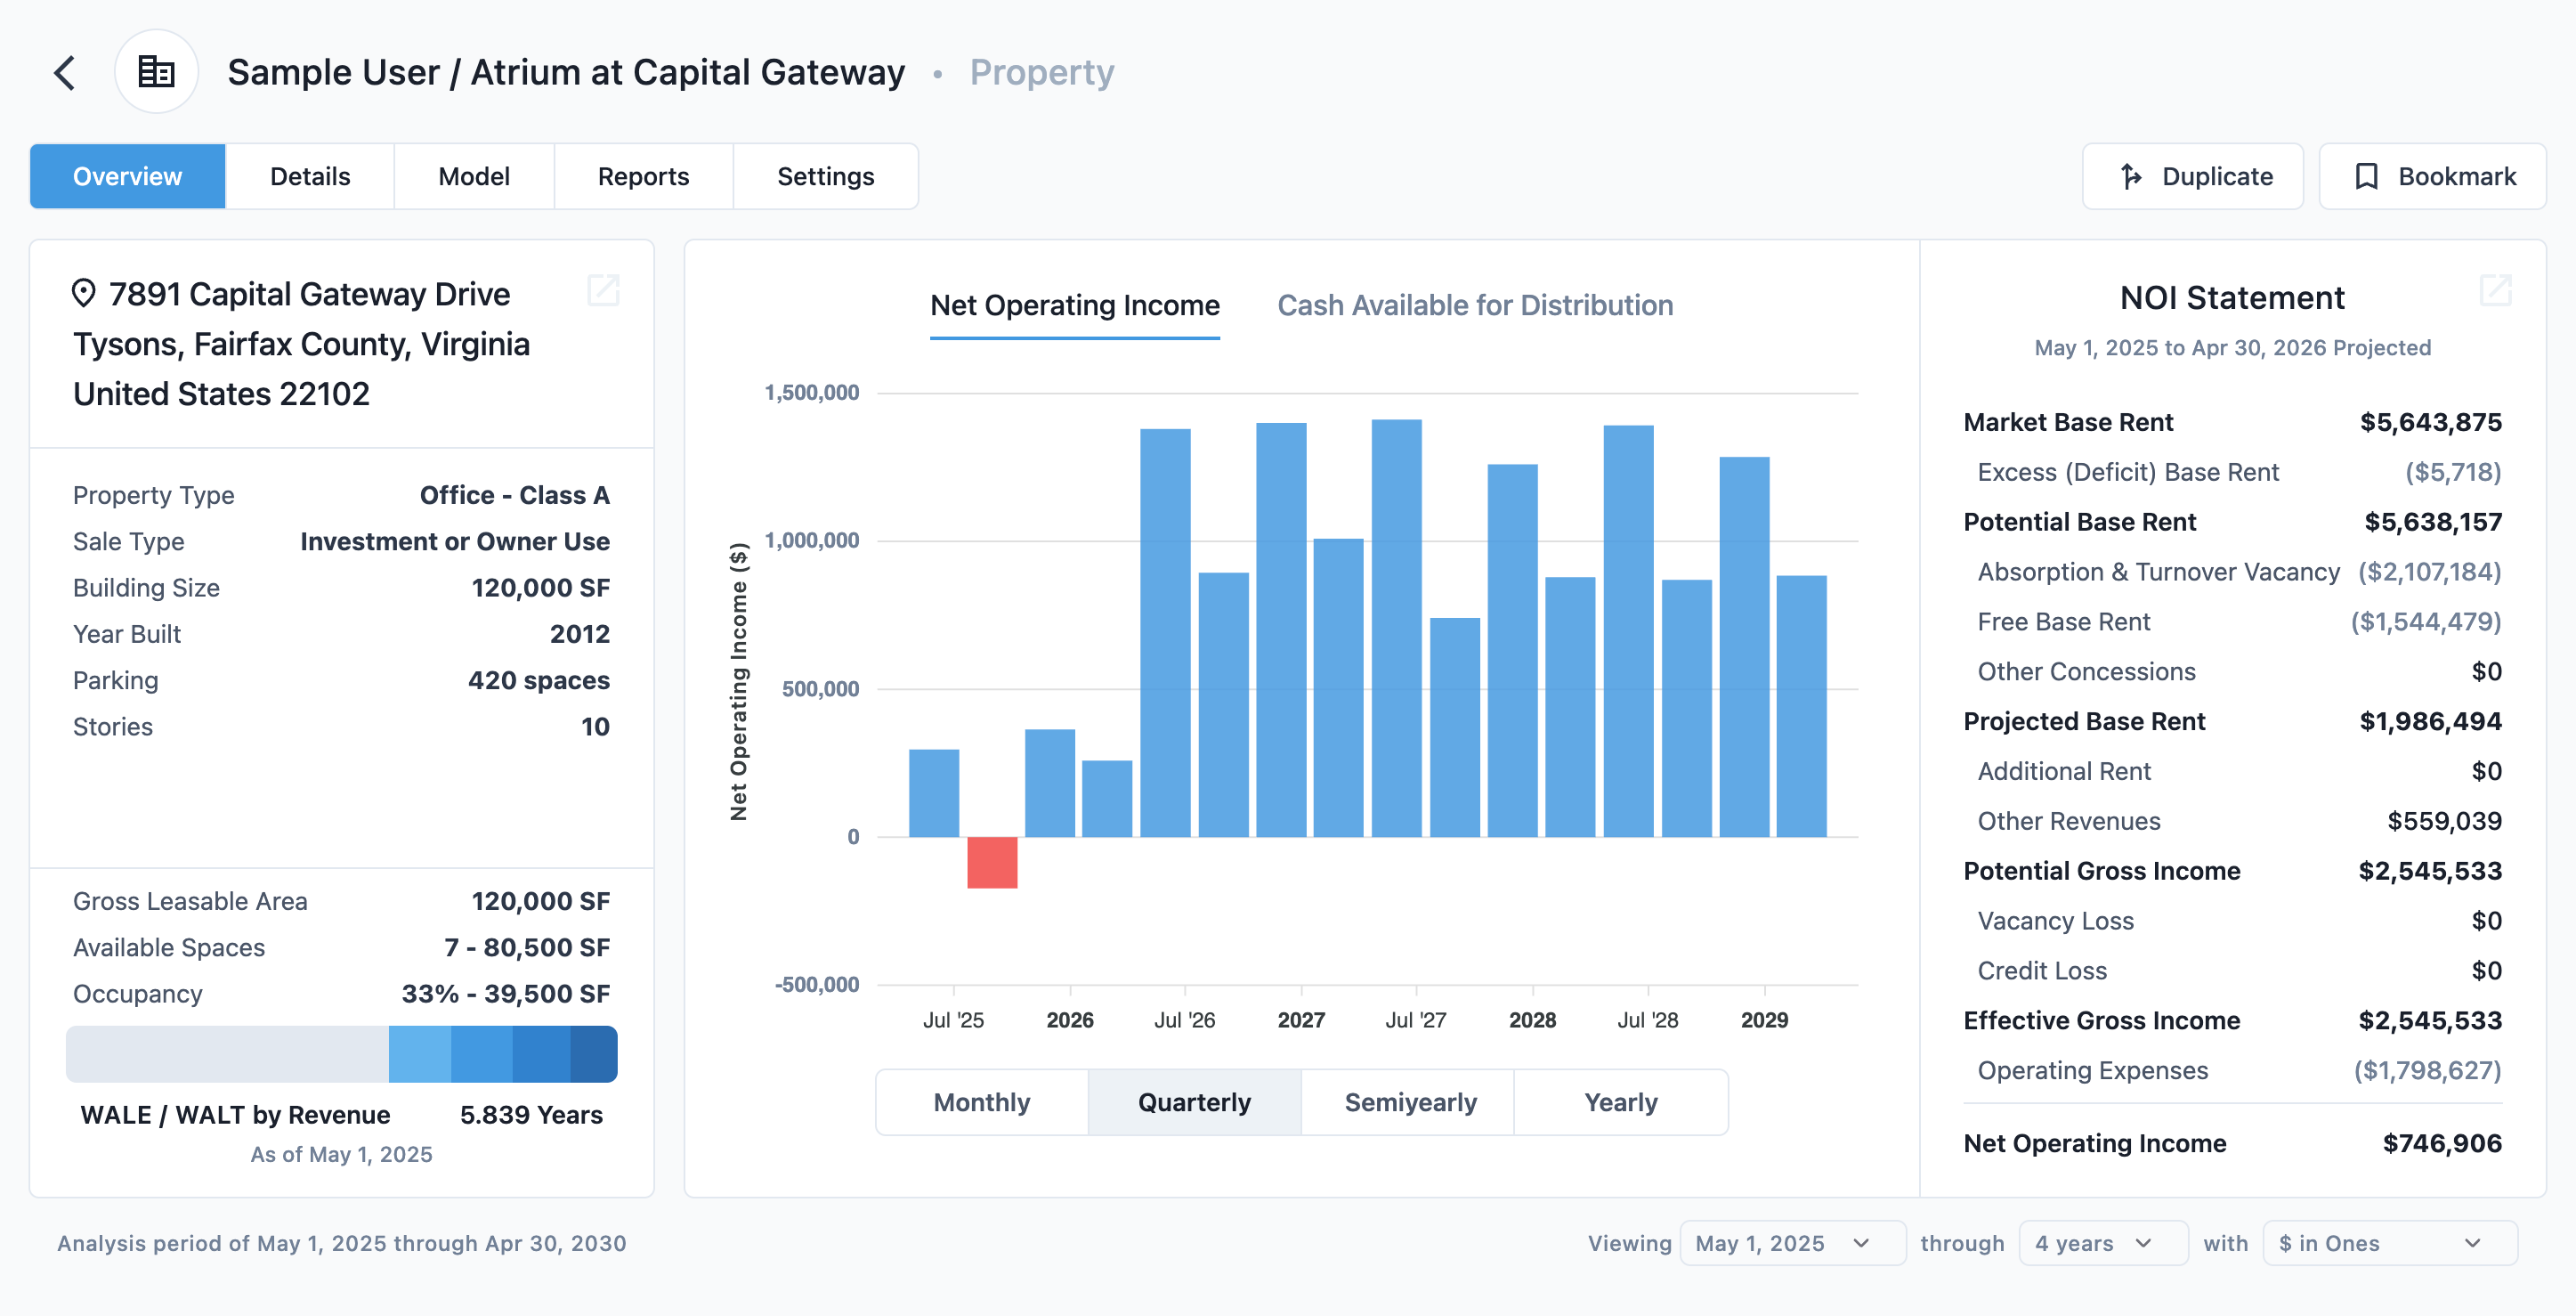 Sample User / Atrium at Capital Gateway • Property
Overview
Details
Model
Reports
Settings
Duplicate
Bookmark
7891 Capital Gateway Drive
Tysons, Fairfax County, Virginia
United States 22102
Property Type Office - Class A
Sale Type Investment or Owner Use
Building Size 120,000 SF
Year Built 2012
Parking 420 spaces
Stories 10
Gross Leasable Area 120,000 SF
Available Spaces 7 - 80,500 SF
Occupancy 33% - 39,500 SF
WALE / WALT by Revenue 5.839 Years
As of May 1, 2025
Net Operating Income
Cash Available for Distribution
Net Operating Income ($)
1,500,000
1,000,000
500,000
0
-500,000
Jul '25 2026 Jul '26 2027 Jul '27 2028 Jul '28 2029
Monthly
Quarterly
Semiyearly
Yearly
NOI Statement
May 1, 2025 to Apr 30, 2026 Projected
Market Base Rent $5,643,875
Excess (Deficit) Base Rent ($5,718)
Potential Base Rent $5,638,157
Absorption & Turnover Vacancy ($2,107,184)
Free Base Rent ($1,544,479)
Other Concessions $0
Projected Base Rent $1,986,494
Additional Rent $0
Other Revenues $559,039
Potential Gross Income $2,545,533
Vacancy Loss $0
Credit Loss $0
Effective Gross Income $2,545,533
Operating Expenses ($1,798,627)
Net Operating Income $746,906
Analysis period of May 1, 2025 through Apr 30, 2030
Viewing May 1, 2025 through 4 years with $ in Ones